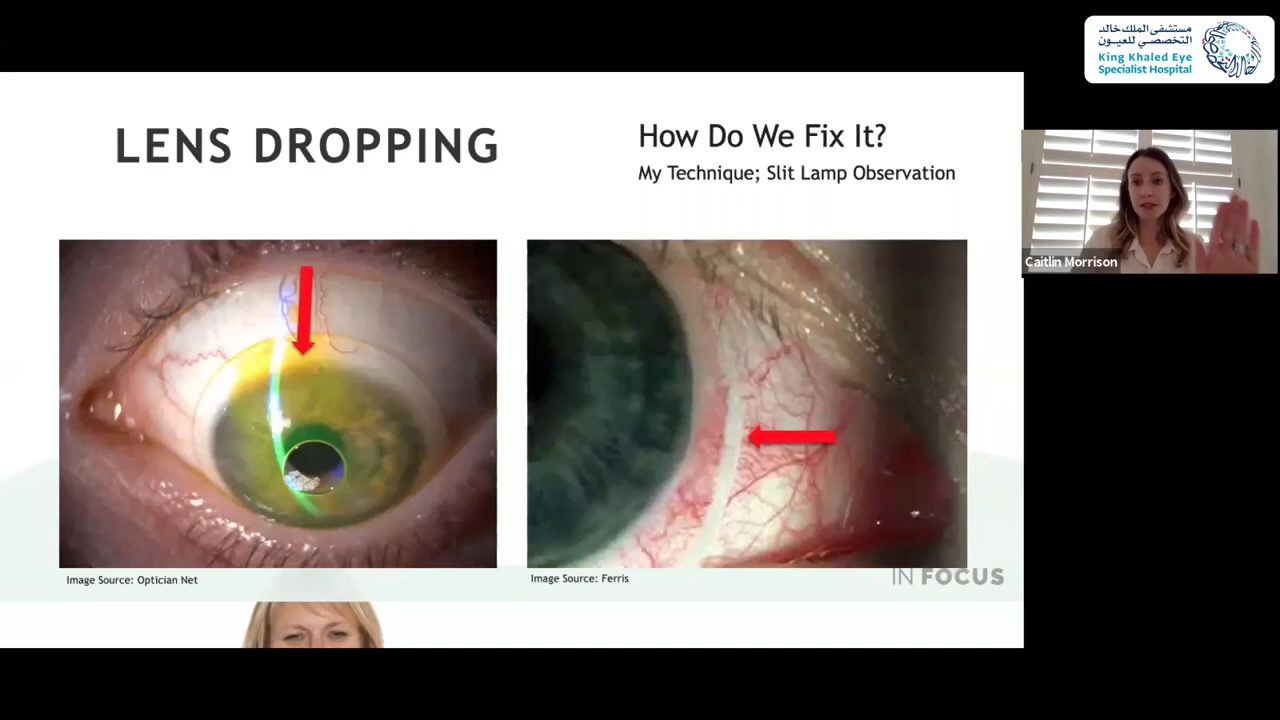 مستشفى الملك خالد
التخصصي للعيون
King Khaled Eye
Specialist Hospital
LENS DROPPING
How Do We Fix It?
My Technique; Slit Lamp Observation
Caitlin Morrison
Image Source: Optician Net
Image Source: Ferris
IN FOCUS